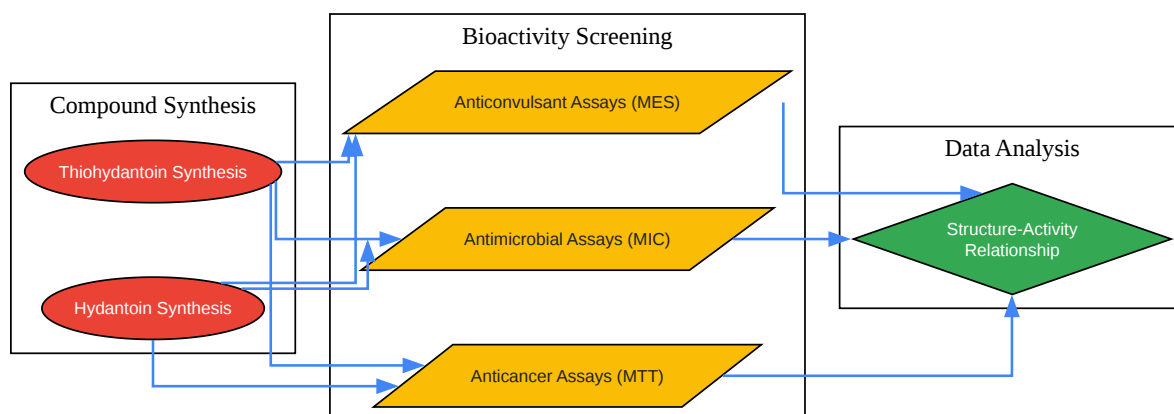 Compound Synthesis
Thiohydantoin Synthesis
Hydantoin Synthesis
Bioactivity Screening
Anticonvulsant Assays (MES)
Antimicrobial Assays (MIC)
Anticancer Assays (MTT)
Data Analysis
Structure-Activity
Relationship